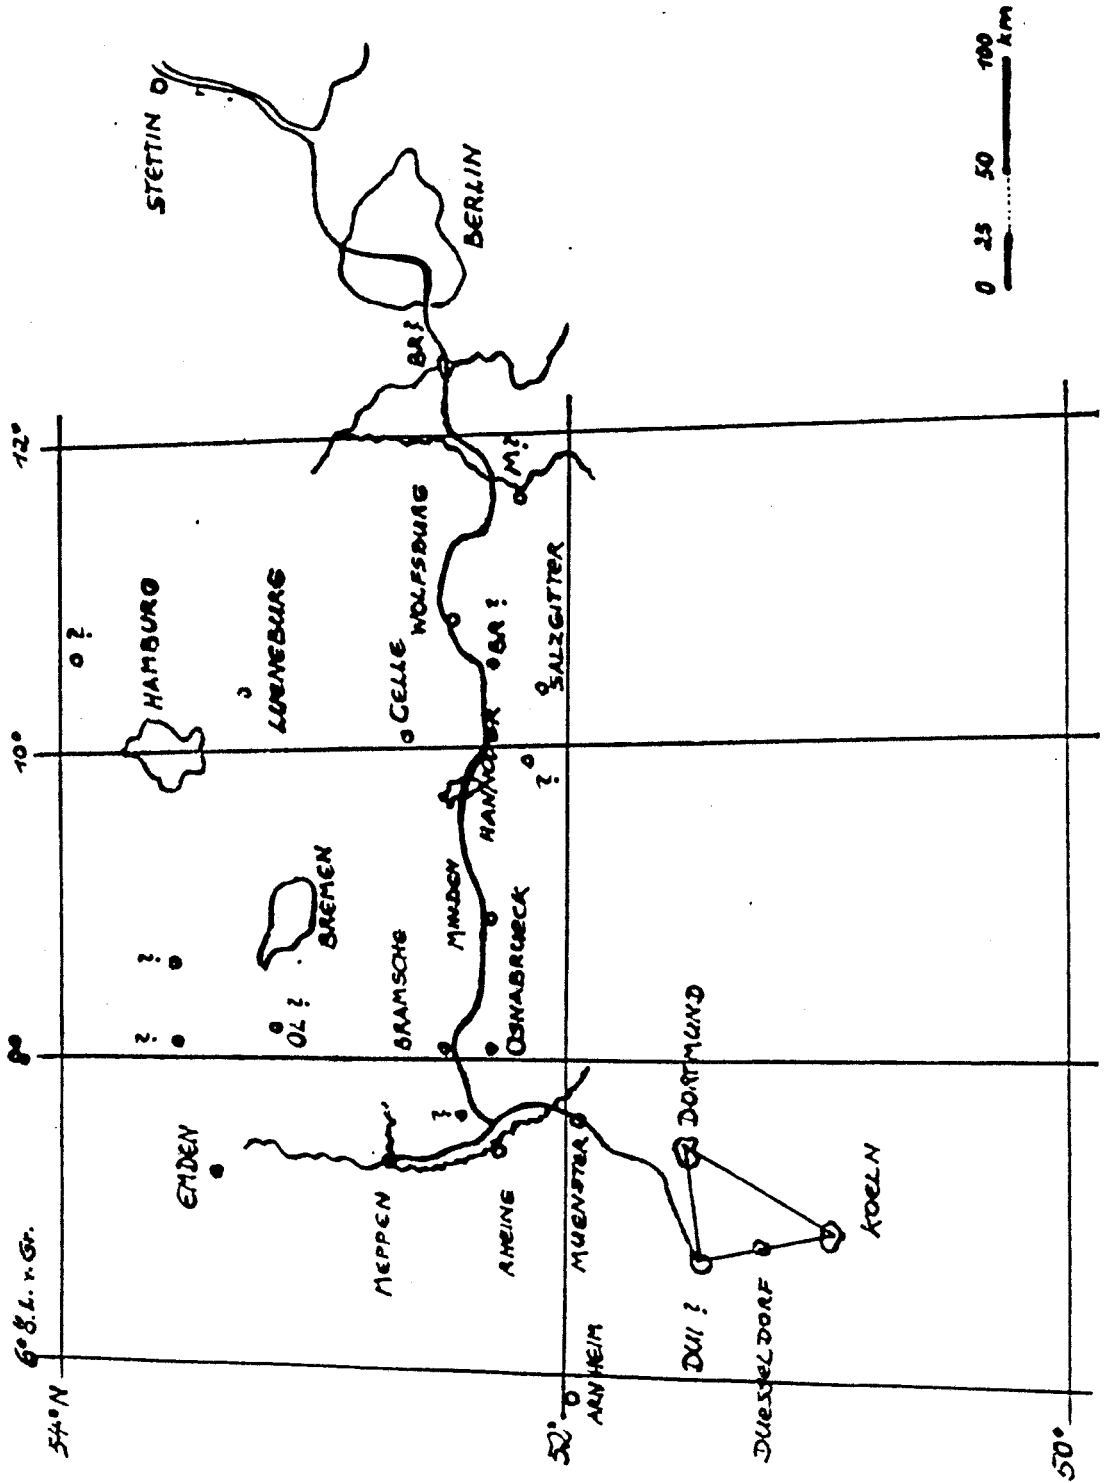 54°N
52°
50°
6° ö.L.v.Gr.
8°
10°
12°
EMDEN
?
?
OL ?
BREMEN
HAMBURG
?
LUENEBURG
CELLE
WOLFSBURG
BR ?
SALZGITTER
HANNOVER
?
MINDEN
BRAMSCHE
OSNABRUECK
?
MEPPEN
RHEINE
MUENSTER
ARNHEIM
DUI ?
DUESSELDORF
DORTMUND
KOELN
M ?
BR ?
BERLIN
STETTIN
0 25 50 100
km